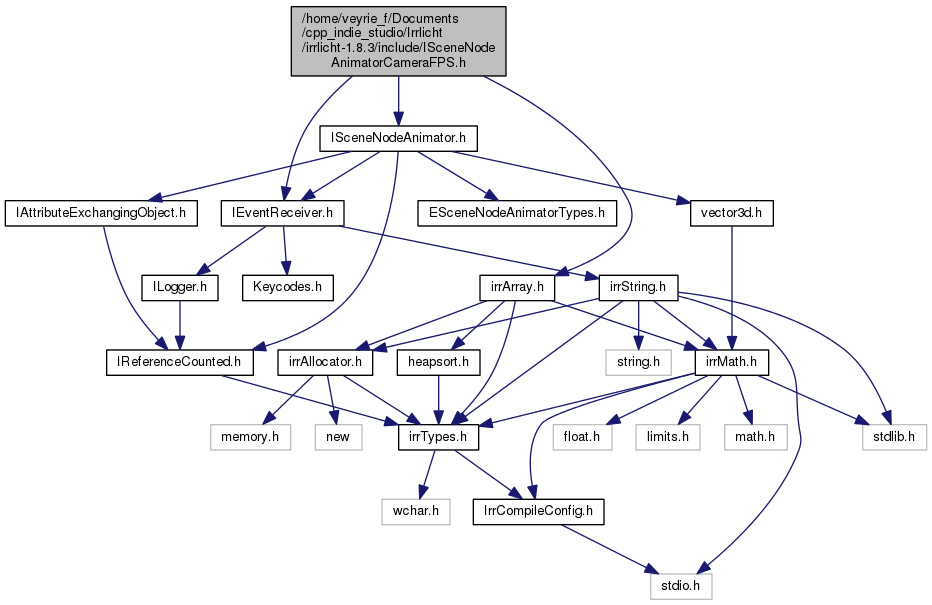 /home/veyrie_f/Documents
/cpp_indie_studio/Irrlicht
/irrlicht-1.8.3/include/ISceneNode
AnimatorCameraFPS.h
ISceneNodeAnimator.h
IAttributeExchangingObject.h
IEventReceiver.h
ESceneNodeAnimatorTypes.h
vector3d.h
ILogger.h
Keycodes.h
irrArray.h
irrString.h
IReferenceCounted.h
irrAllocator.h
heapsort.h
string.h
irrMath.h
memory.h
new
irrTypes.h
float.h
limits.h
math.h
stdlib.h
wchar.h
IrrCompileConfig.h
stdio.h